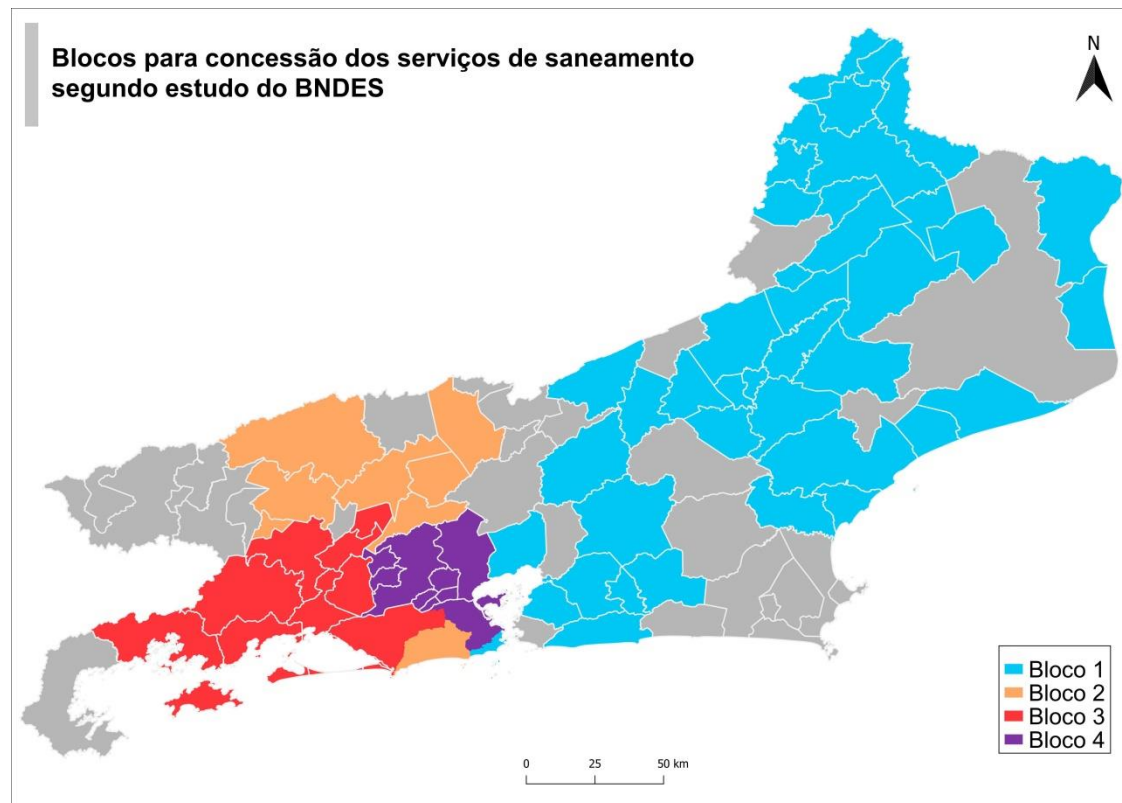 Blocos para concessão dos serviços de saneamento
segundo estudo do BNDES
N
Bloco 1
Bloco 2
Bloco 3
Bloco 4
0 25 50 km